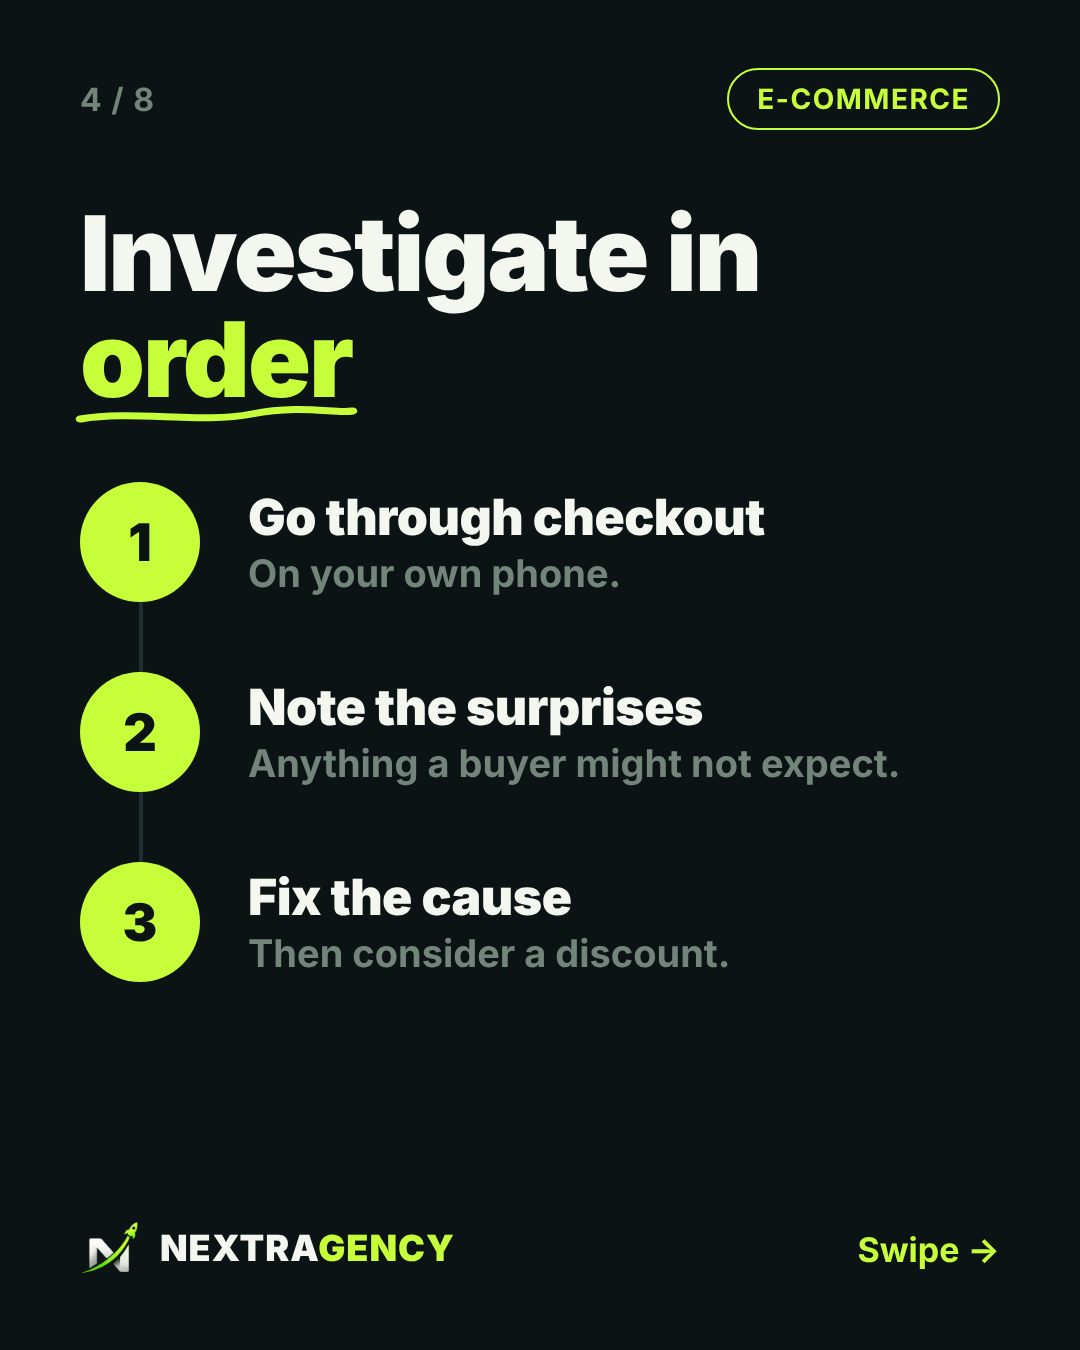 4 / 8
E-COMMERCE
Investigate in
order
1
Go through checkout
On your own phone.
2
Note the surprises
Anything a buyer might not expect.
3
Fix the cause
Then consider a discount.
NEXTRAGENCY
Swipe →